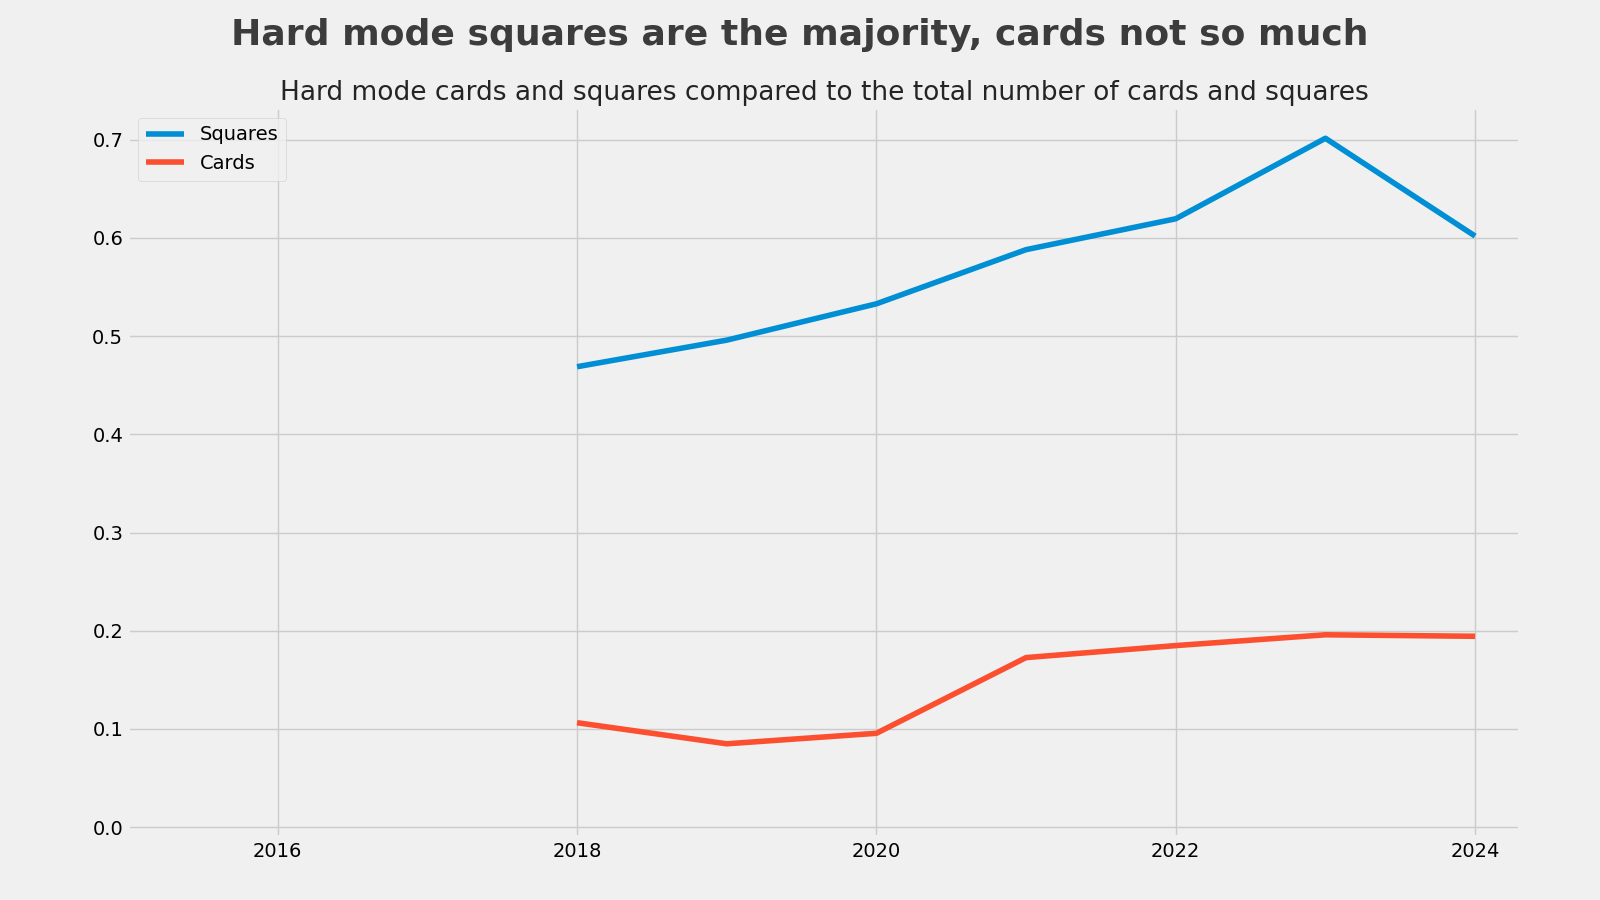 Hard mode squares are the majority, cards not so much
Hard mode cards and squares compared to the total number of cards and squares
Squares
Cards
0.7
0.6
0.5
0.4
0.3
0.2
0.1
0.0
2016 2018 2020 2022 2024